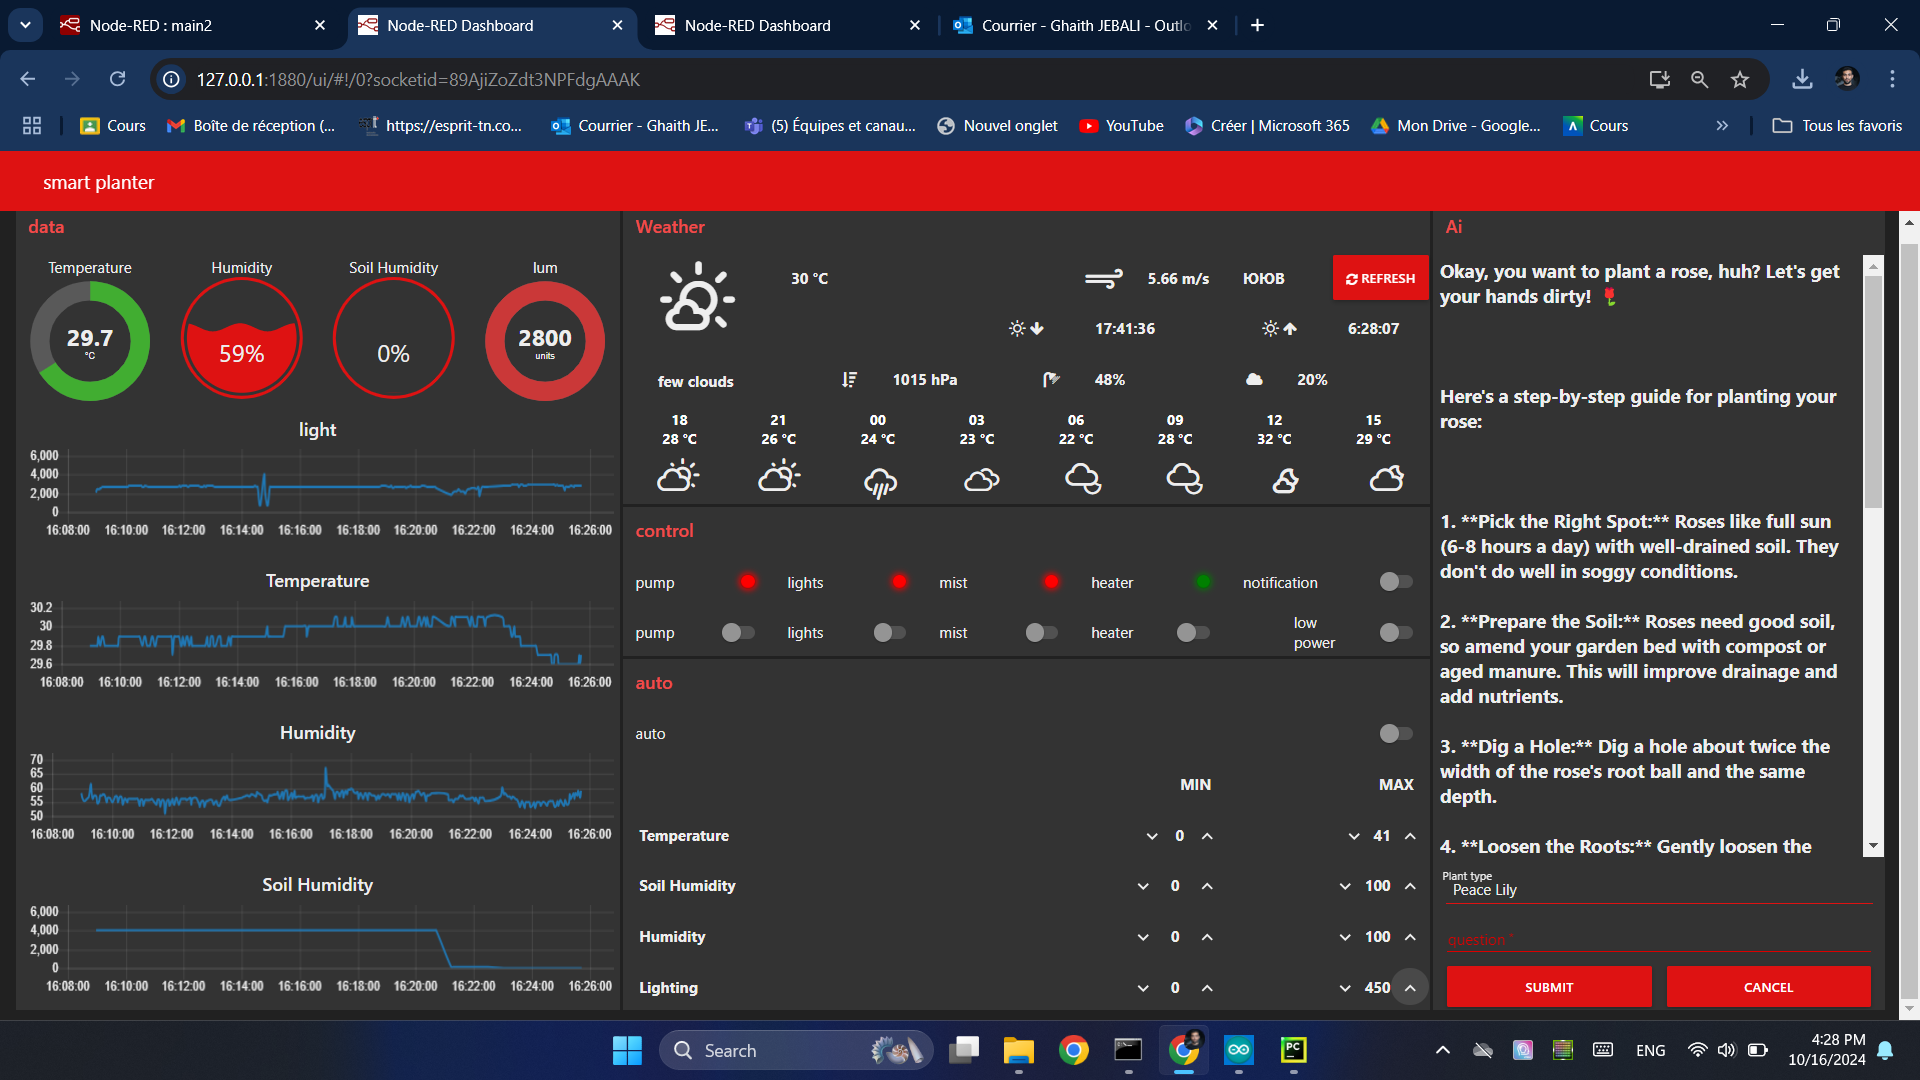 Node-RED : main2
Node-RED Dashboard
Node-RED Dashboard
Courrier - Ghaith JEBALI - Outlo
127.0.0.1:1880/ui/#!/0?socketid=89AjiZoZdt3NPFdgAAAK
Cours
Boîte de réception (...
https://esprit-tn.co...
Courrier - Ghaith JE...
(5) Équipes et canau...
Nouvel onglet
YouTube
Créer | Microsoft 365
Mon Drive - Google...
Cours
Tous les favoris
smart planter
data
Temperature
Humidity
Soil Humidity
lum
29.7
°C
59%
0%
2800
units
light
6,000
4,000
2,000
0
16:08:00 16:10:00 16:12:00 16:14:00 16:16:00 16:18:00 16:20:00 16:22:00 16:24:00 16:26:00
Temperature
30.2
30
29.8
29.6
16:08:00 16:10:00 16:12:00 16:14:00 16:16:00 16:18:00 16:20:00 16:22:00 16:24:00 16:26:00
Humidity
70
65
60
55
50
16:08:00 16:10:00 16:12:00 16:14:00 16:16:00 16:18:00 16:20:00 16:22:00 16:24:00 16:26:00
Soil Humidity
6,000
4,000
2,000
0
16:08:00 16:10:00 16:12:00 16:14:00 16:16:00 16:18:00 16:20:00 16:22:00 16:24:00 16:26:00
Weather
30 °C
5.66 m/s
ЮЮВ
REFRESH
17:41:36
6:28:07
few clouds
1015 hPa
48%
20%
18 21 00 03 06 09 12 15
28 °C 26 °C 24 °C 23 °C 22 °C 28 °C 32 °C 29 °C
control
pump lights mist heater notification
pump lights mist heater low
power
auto
auto
MIN MAX
Temperature 0 41
Soil Humidity 0 100
Humidity 0 100
Lighting 0 450
Ai
Okay, you want to plant a rose, huh? Let's get
your hands dirty! 🌷
Here's a step-by-step guide for planting your
rose:
1. **Pick the Right Spot:** Roses like full sun
(6-8 hours a day) with well-drained soil. They
don't do well in soggy conditions.
2. **Prepare the Soil:** Roses need good soil,
so amend your garden bed with compost or
aged manure. This will improve drainage and
add nutrients.
3. **Dig a Hole:** Dig a hole about twice the
width of the rose's root ball and the same
depth.
4. **Loosen the Roots:** Gently loosen the
Plant type
Peace Lily
question *
SUBMIT
CANCEL
Search
PC
ENG
4:28 PM
10/16/2024